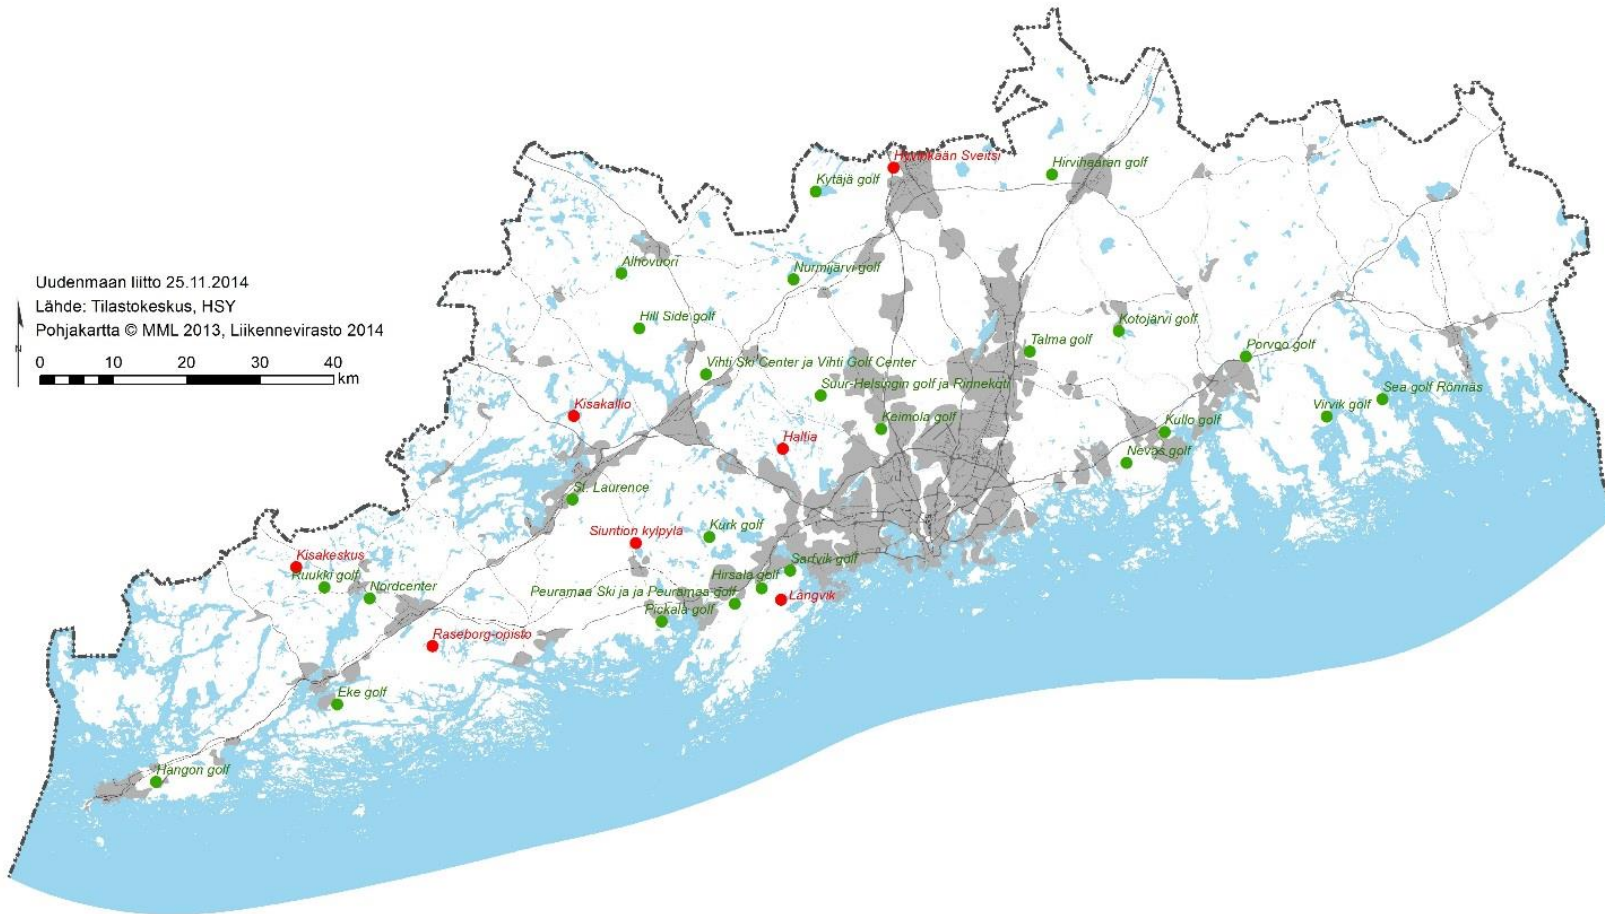 Uudenmaan liitto 25.11.2014
Lähde: Tilastokeskus, HSY
Pohjakartta © MML 2013, Liikennevirasto 2014
N
0 10 20 30 40
km
Hyvinkään Sveitsi
Hirvihaaran golf
Kytäjä golf
Alhovuori
Nurmijärvi golf
Hill Side golf
Kotojärvi golf
Talma golf
Porvoo golf
Vihti Ski Center ja Vihti Golf Center
Suur-Helsingin golf ja Rinnekoti
Sea golf Rönnäs
Kisakallio
Virvik golf
Keimola golf
Kullo golf
Haltia
Nevas golf
St. Laurence
Kurk golf
Siuntion kylpylä
Kisakeskus
Sarfvik golf
Ruukki golf
Hirsala golf
Nordcenter
Peuramaa Ski ja ja Peuramaa golf
Långvik
Pickala golf
Raseborg-opisto
Eke golf
Hangon golf